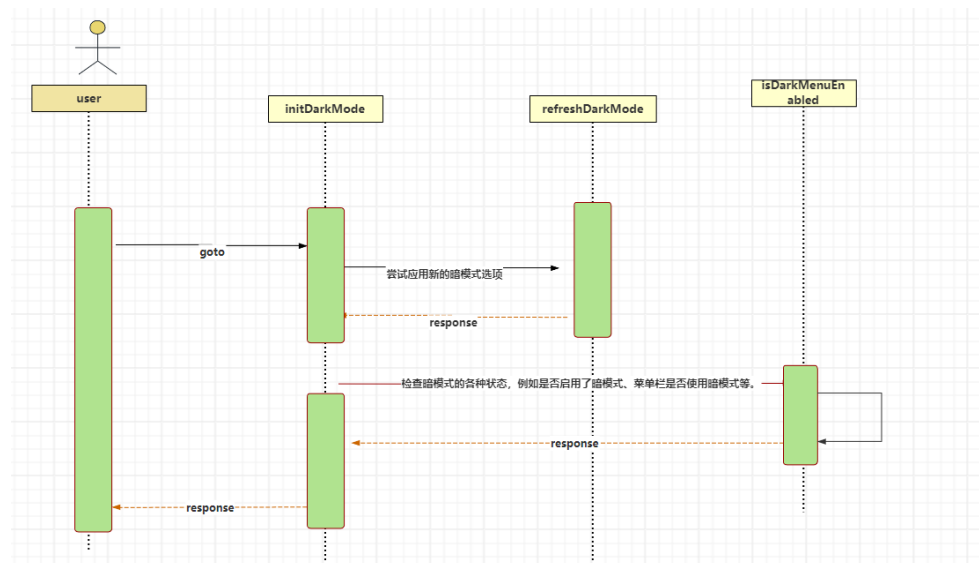 user
initDarkMode
refreshDarkMode
isDarkMenuEn
abled
goto
尝试应用新的暗模式选项
response
检查暗模式的各种状态，例如是否启用了暗模式、菜单栏是否使用暗模式等。
response
response